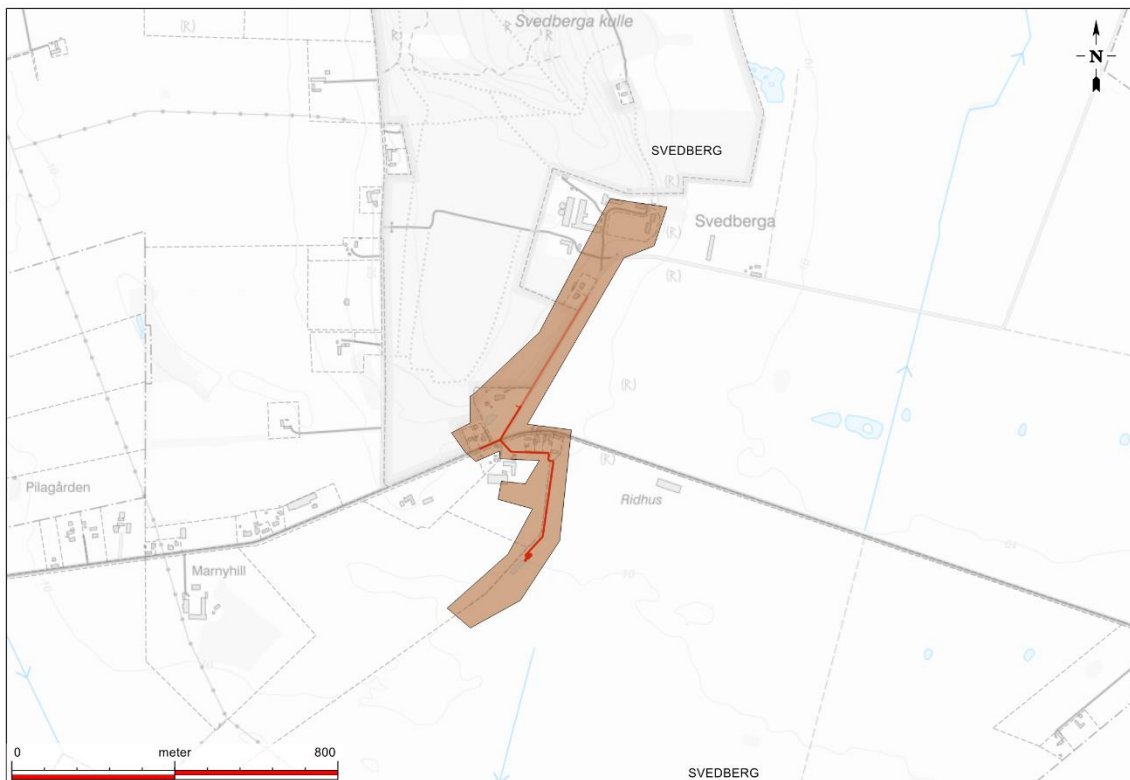 (R)
Svedberga kulle
R
R
R
N
SVEDBERG
(R)
Svedberga
(R)
(R)
(R)
(R)
Pilagården
Ridhus
Marnyhill
0 meter 800
SVEDBERG